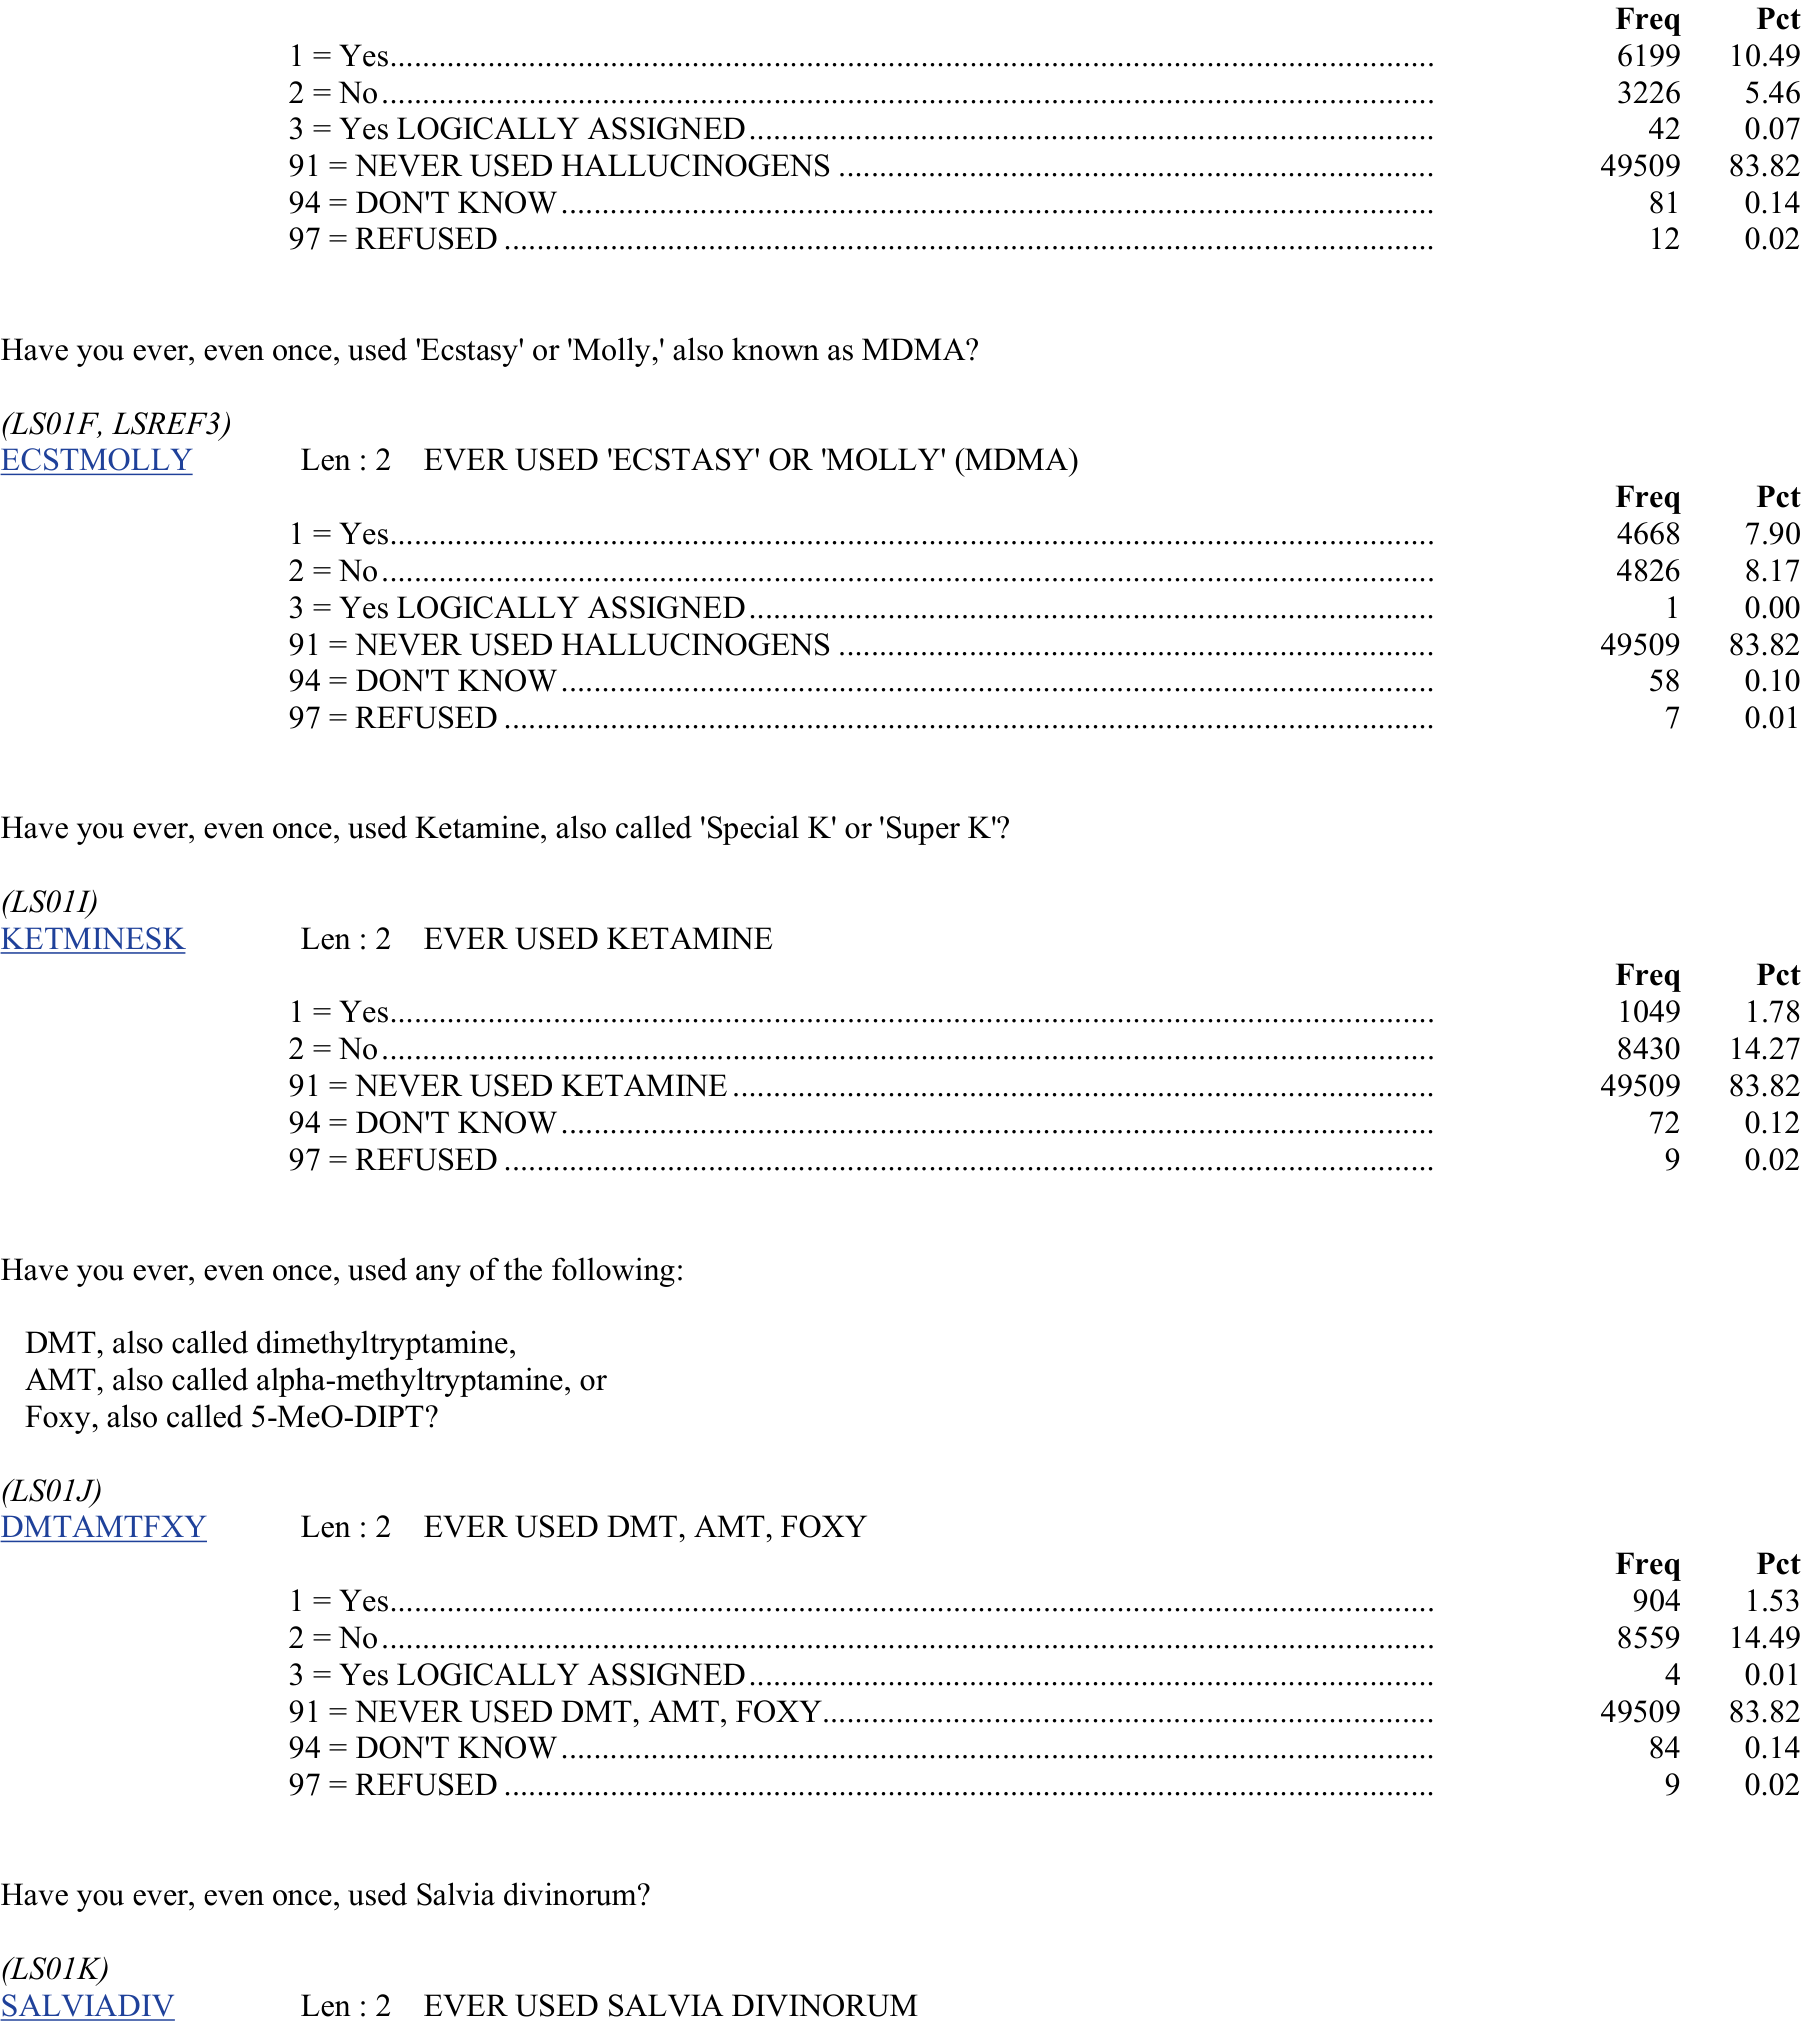 Freq Pct
1 = Yes 6199 10.49
2 = No 3226 5.46
3 = Yes LOGICALLY ASSIGNED 42 0.07
91 = NEVER USED HALLUCINOGENS 49509 83.82
94 = DON'T KNOW 81 0.14
97 = REFUSED 12 0.02
Have you ever, even once, used 'Ecstasy' or 'Molly,' also known as MDMA?
(LS01F, LSREF3)
ECSTMOLLY Len : 2 EVER USED 'ECSTASY' OR 'MOLLY' (MDMA)
Freq Pct
1 = Yes 4668 7.90
2 = No 4826 8.17
3 = Yes LOGICALLY ASSIGNED 1 0.00
91 = NEVER USED HALLUCINOGENS 49509 83.82
94 = DON'T KNOW 58 0.10
97 = REFUSED 7 0.01
Have you ever, even once, used Ketamine, also called 'Special K' or 'Super K'?
(LS01I)
KETMINESK Len : 2 EVER USED KETAMINE
Freq Pct
1 = Yes 1049 1.78
2 = No 8430 14.27
91 = NEVER USED KETAMINE 49509 83.82
94 = DON'T KNOW 72 0.12
97 = REFUSED 9 0.02
Have you ever, even once, used any of the following:
DMT, also called dimethyltryptamine,
AMT, also called alpha-methyltryptamine, or
Foxy, also called 5-MeO-DIPT?
(LS01J)
DMTAMTFXY Len : 2 EVER USED DMT, AMT, FOXY
Freq Pct
1 = Yes 904 1.53
2 = No 8559 14.49
3 = Yes LOGICALLY ASSIGNED 4 0.01
91 = NEVER USED DMT, AMT, FOXY 49509 83.82
94 = DON'T KNOW 84 0.14
97 = REFUSED 9 0.02
Have you ever, even once, used Salvia divinorum?
(LS01K)
SALVIADIV Len : 2 EVER USED SALVIA DIVINORUM